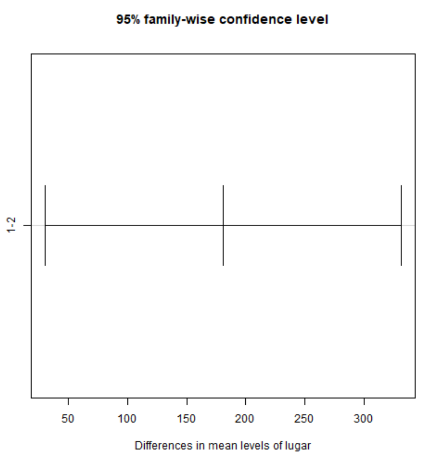 95% family-wise confidence level
1-2
50 100 150 200 250 300
Differences in mean levels of lugar